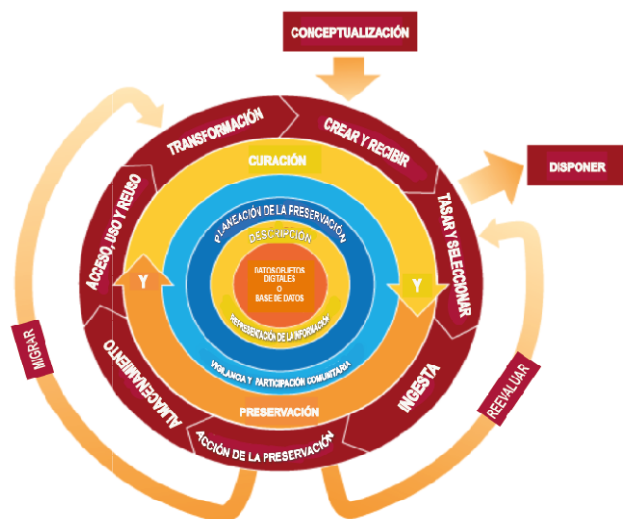 CONCEPTUALIZACIÓN
CREAR Y RECIBIR
DISPONER
TASAR Y SELECCIONAR
INGESTA
REEVALUAR
ACCIÓN DE LA PRESERVACIÓN
ALMACENAMIENTO
MIGRAR
ACCESO, USO Y REUSO
TRANSFORMACIÓN
CURACIÓN
Y
PRESERVACIÓN
Y
PLANEACIÓN DE LA PRESERVACIÓN
VIGILANCIA Y PARTICIPACIÓN COMUNITARIA
DESCRIPCION
REPRESENTACIÓN DE LA INFORMACIÓN
DATOS/OBJETOS
DIGITALES
O
BASE DE DATOS